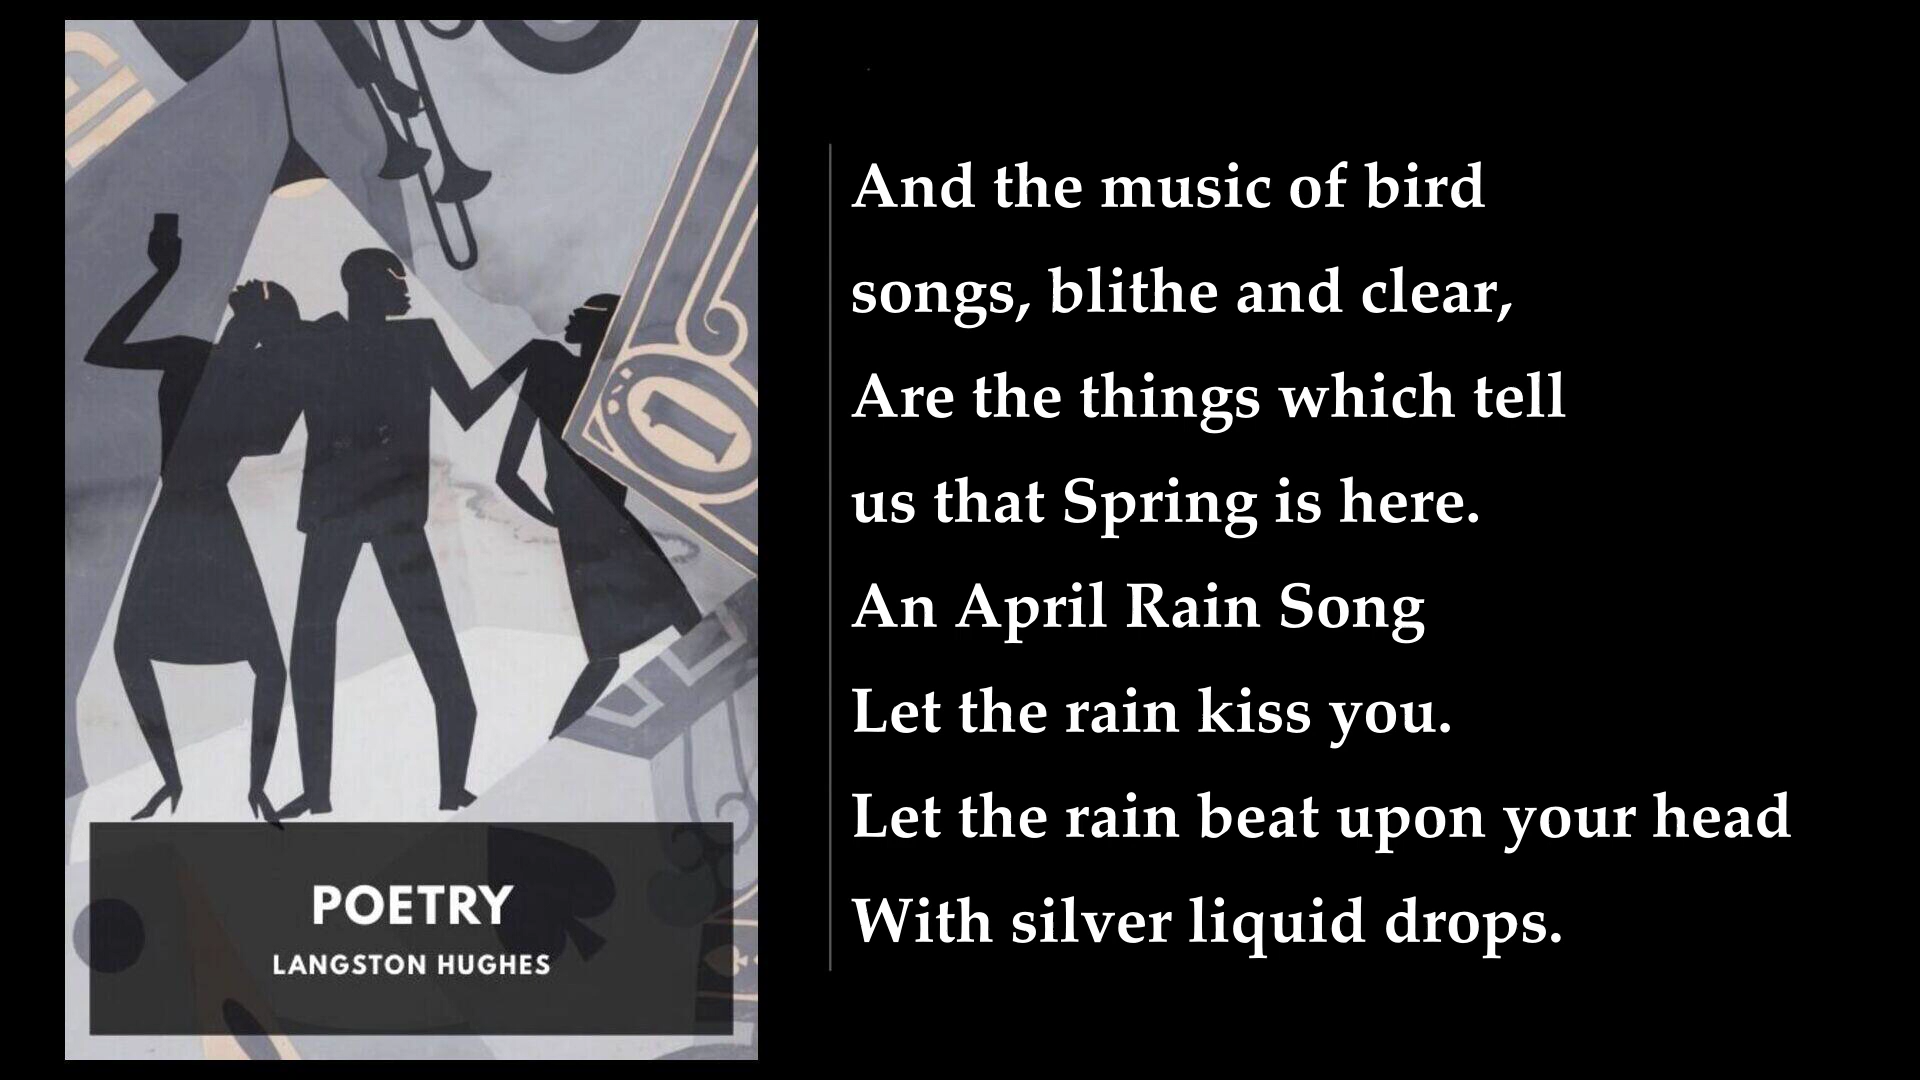 POETRY
LANGSTON HUGHES
And the music of bird
songs, blithe and clear,
Are the things which tell
us that Spring is here.
An April Rain Song
Let the rain kiss you.
Let the rain beat upon your head
With silver liquid drops.
1